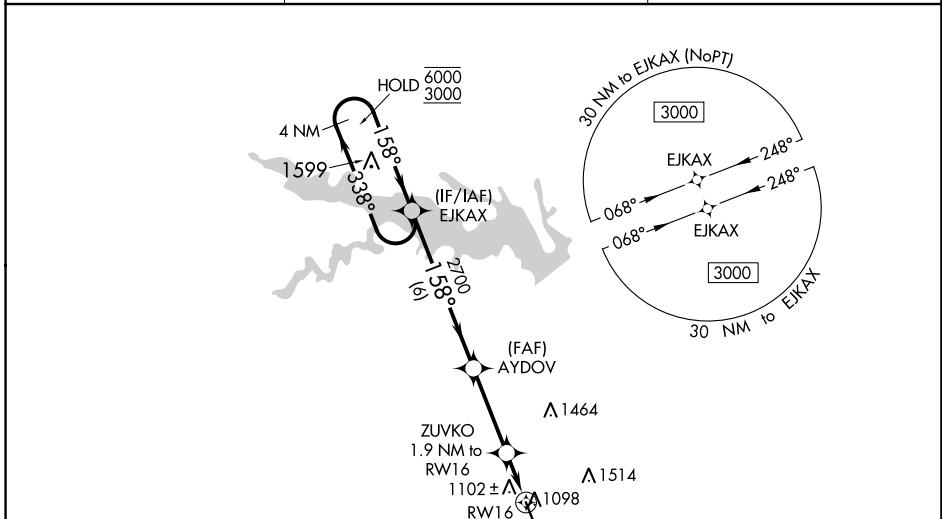 HOLD 6000
3000
4 NM
158°
1599
338°
(IF/IAF)
EJKAX
2700
158°
(6)
(FAF)
AYDOV
1464
ZUVKO
1.9 NM to
RW16
1514
1102 ±
1098
RW16
30 NM to EJKAX (NoPT)
3000
EJKAX
248°
068°
248°
068°
EJKAX
3000
30 NM to EJKAX